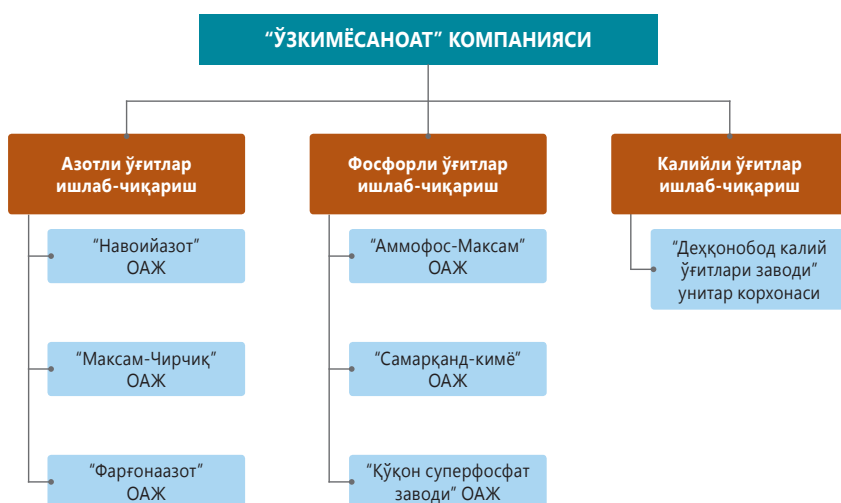 “ЎЗКИМЁСАНОАТ” КОМПАНИЯСИ
Азотли ўғитлар
ишлаб-чиқариш
“Навоийазот”
ОАЖ
“Максам-Чирчиқ”
ОАЖ
“Фарғонаазот”
ОАЖ
Фосфорли ўғитлар
ишлаб-чиқариш
“Аммофос-Максам”
ОАЖ
“Самарқанд-кимё”
ОАЖ
“Қўқон суперфосфат
заводи” ОАЖ
Калийли ўғитлар
ишлаб-чиқариш
“Деҳқонобод калий
ўғитлари заводи”
унитар корхонаси